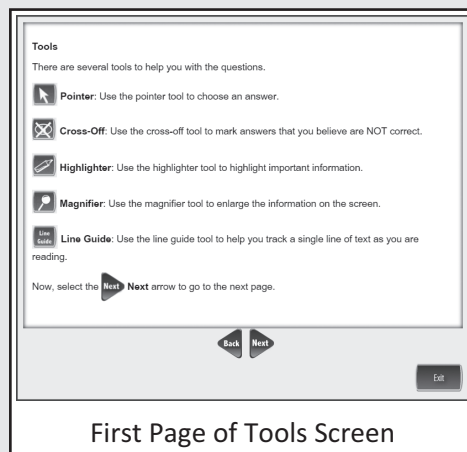 Tools
There are several tools to help you with the questions.
Pointer: Use the pointer tool to choose an answer.
Cross-Off: Use the cross-off tool to mark answers that you believe are NOT correct.
Highlighter: Use the highlighter tool to highlight important information.
Magnifier: Use the magnifier tool to enlarge the information on the screen.
Line Guide Line Guide: Use the line guide tool to help you track a single line of text as you are
reading.
Now, select the Next Next arrow to go to the next page.
Back Next
Exit
First Page of Tools Screen